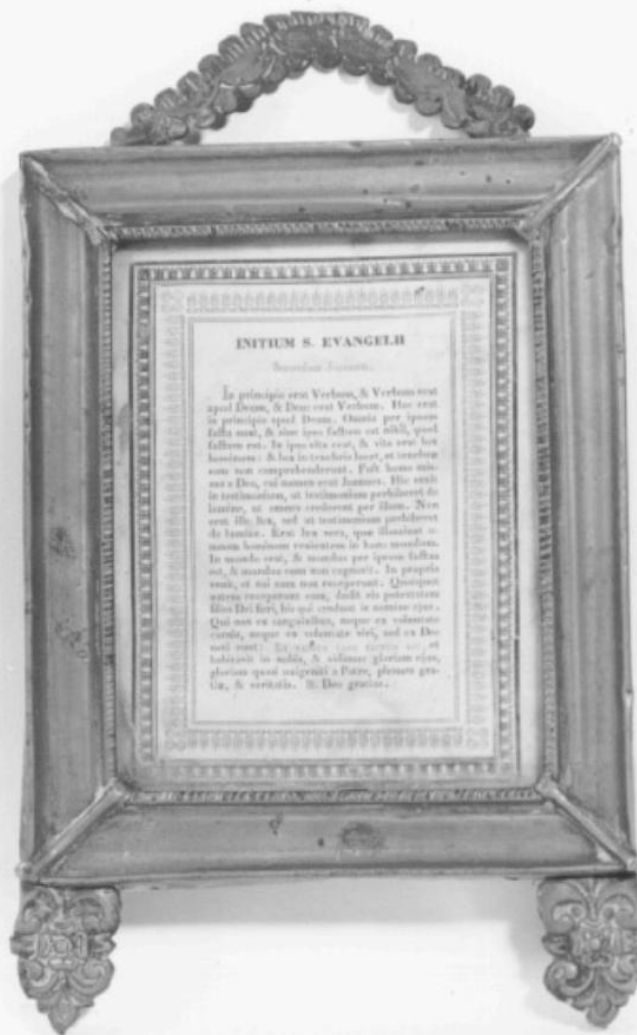 INITIUM S. EVANGELII
Secundum Joannem.
In principio erat Verbum, & Verbum erat
apud Deum, & Deus erat Verbum. Hoc erat
in principio apud Deum. Omnia per ipsum
facta sunt, & sine ipso factum est nihil, quod
factum est. In ipso vita erat, & vita erat lux
hominum: & lux in tenebris lucet, et tenebræ
eam non comprehenderunt. Fuit homo mis-
sus a Deo, cui nomen erat Joannes. Hic venit
in testimonium, ut testimonium perhiberet de
lumine, ut omnes crederent per illum. Non
erat ille lux, sed ut testimonium perhiberet
de lumine. Erat lux vera, quæ illuminat o-
mnem hominem venientem in hunc mundum.
In mundo erat, & mundus per ipsum factus
est, & mundus eum non cognovit. In propria
venit, et sui eum non receperunt. Quotquot
autem receperunt eum, dedit eis potestatem
filios Dei fieri, his qui credunt in nomine ejus.
Qui non ex sanguinibus, neque ex voluntate
carnis, neque ex voluntate viri, sed ex Deo
nati sunt: ET VERBUM CARO FACTUM EST, et
habitavit in nobis, & vidimus gloriam ejus,
gloriam quasi unigeniti a Patre, plenum gra-
tiæ, & veritatis. ℟. Deo gratias.